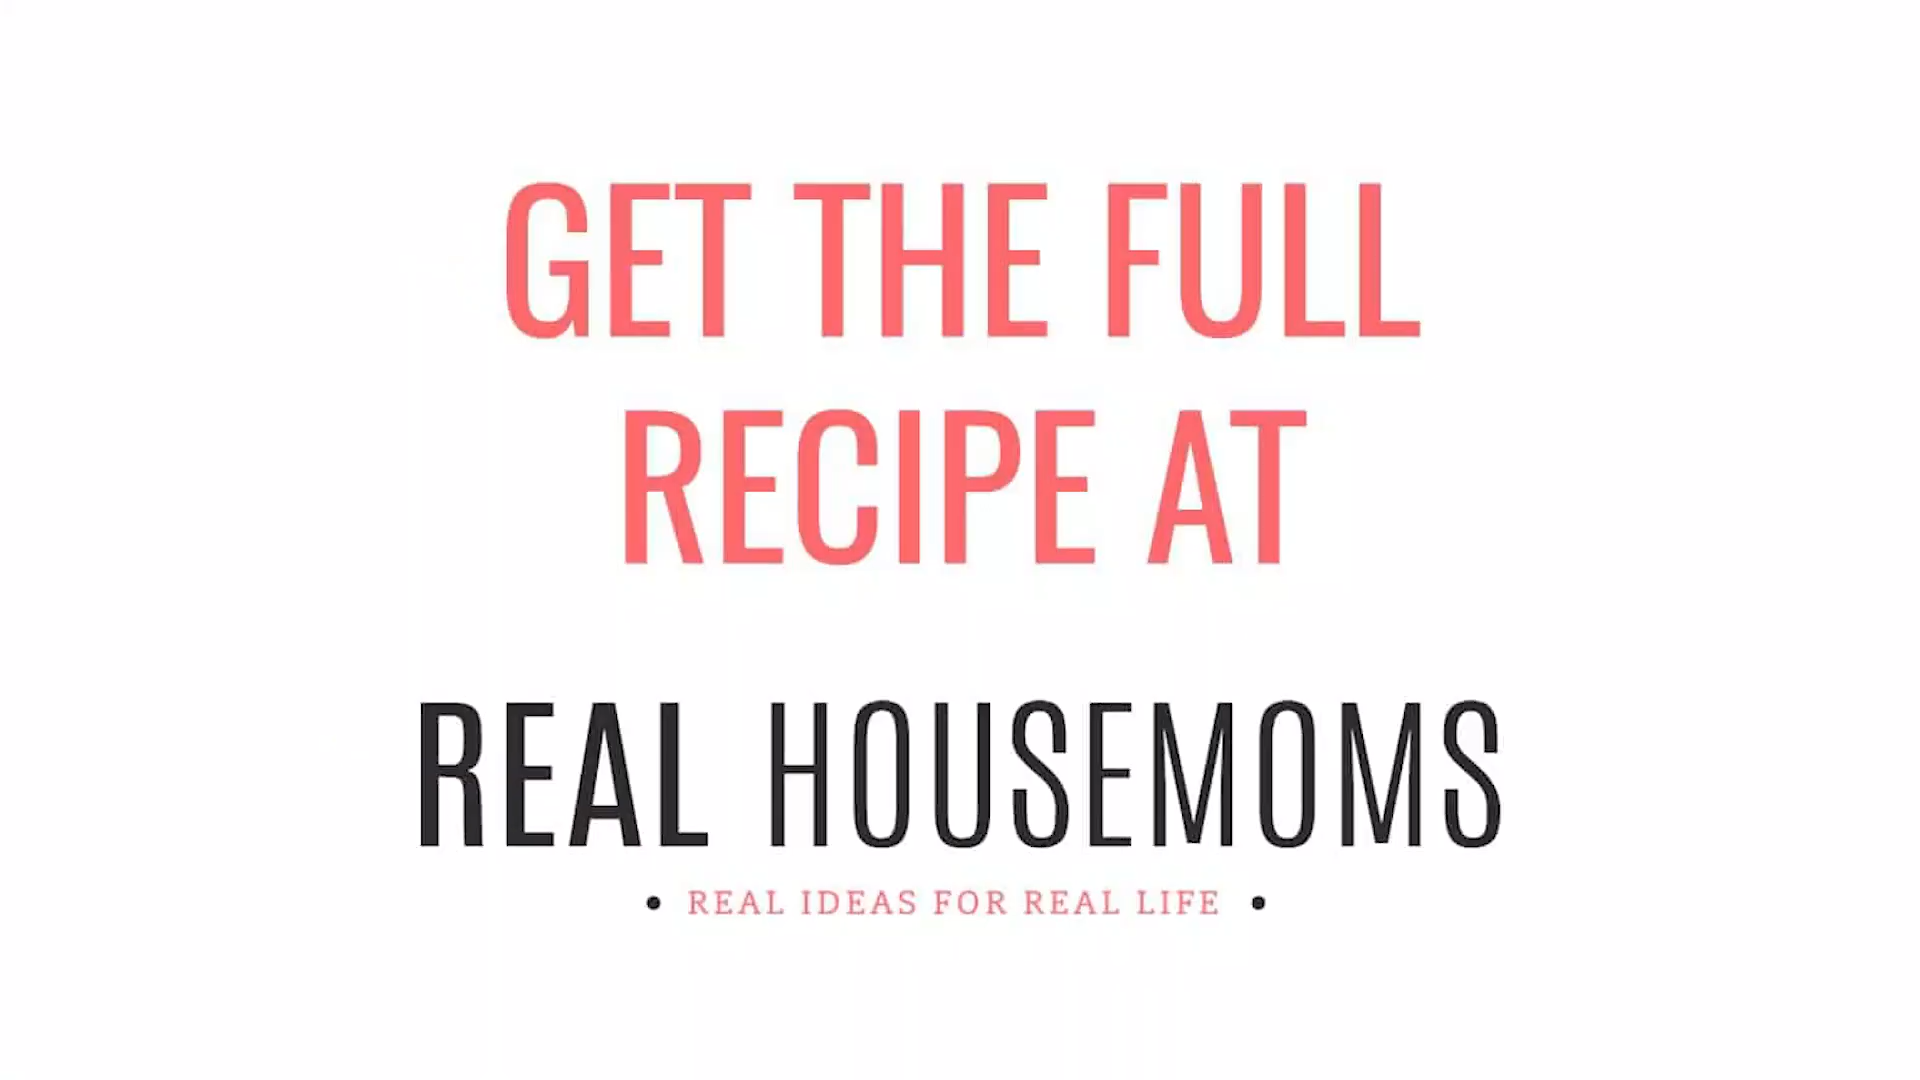 GET THE FULL
RECIPE AT
REAL HOUSEMOMS
• REAL IDEAS FOR REAL LIFE •